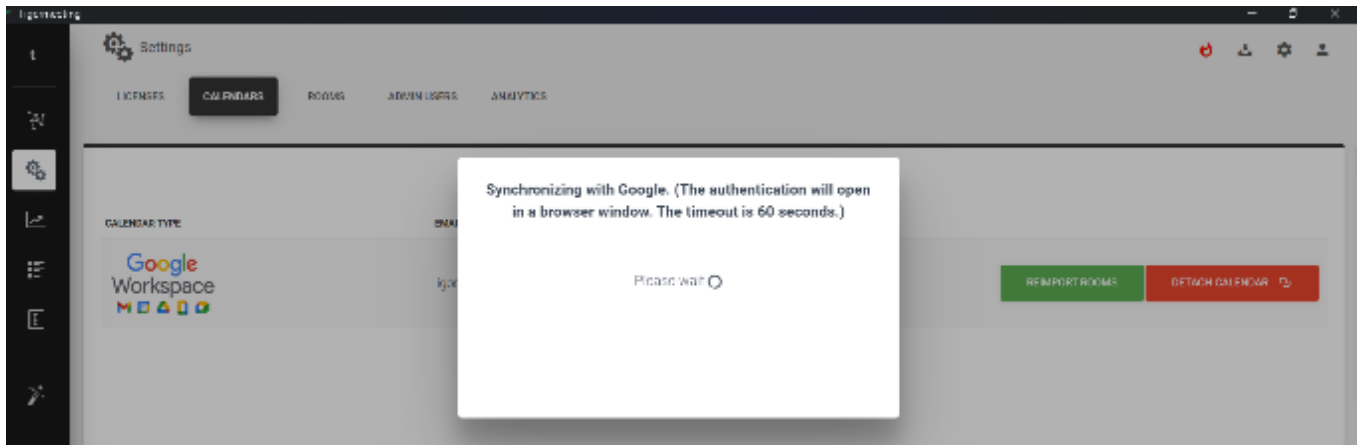 Settings
LICENSES CALENDARS ROOMS ADMIN USERS ANALYTICS
Synchronizing with Google. (The authentication will open
in a browser window. The timeout is 60 seconds.)
CALENDAR TYPE
Google
Workspace
Please wait
REIMPORT ROOMS DETACH CALENDAR